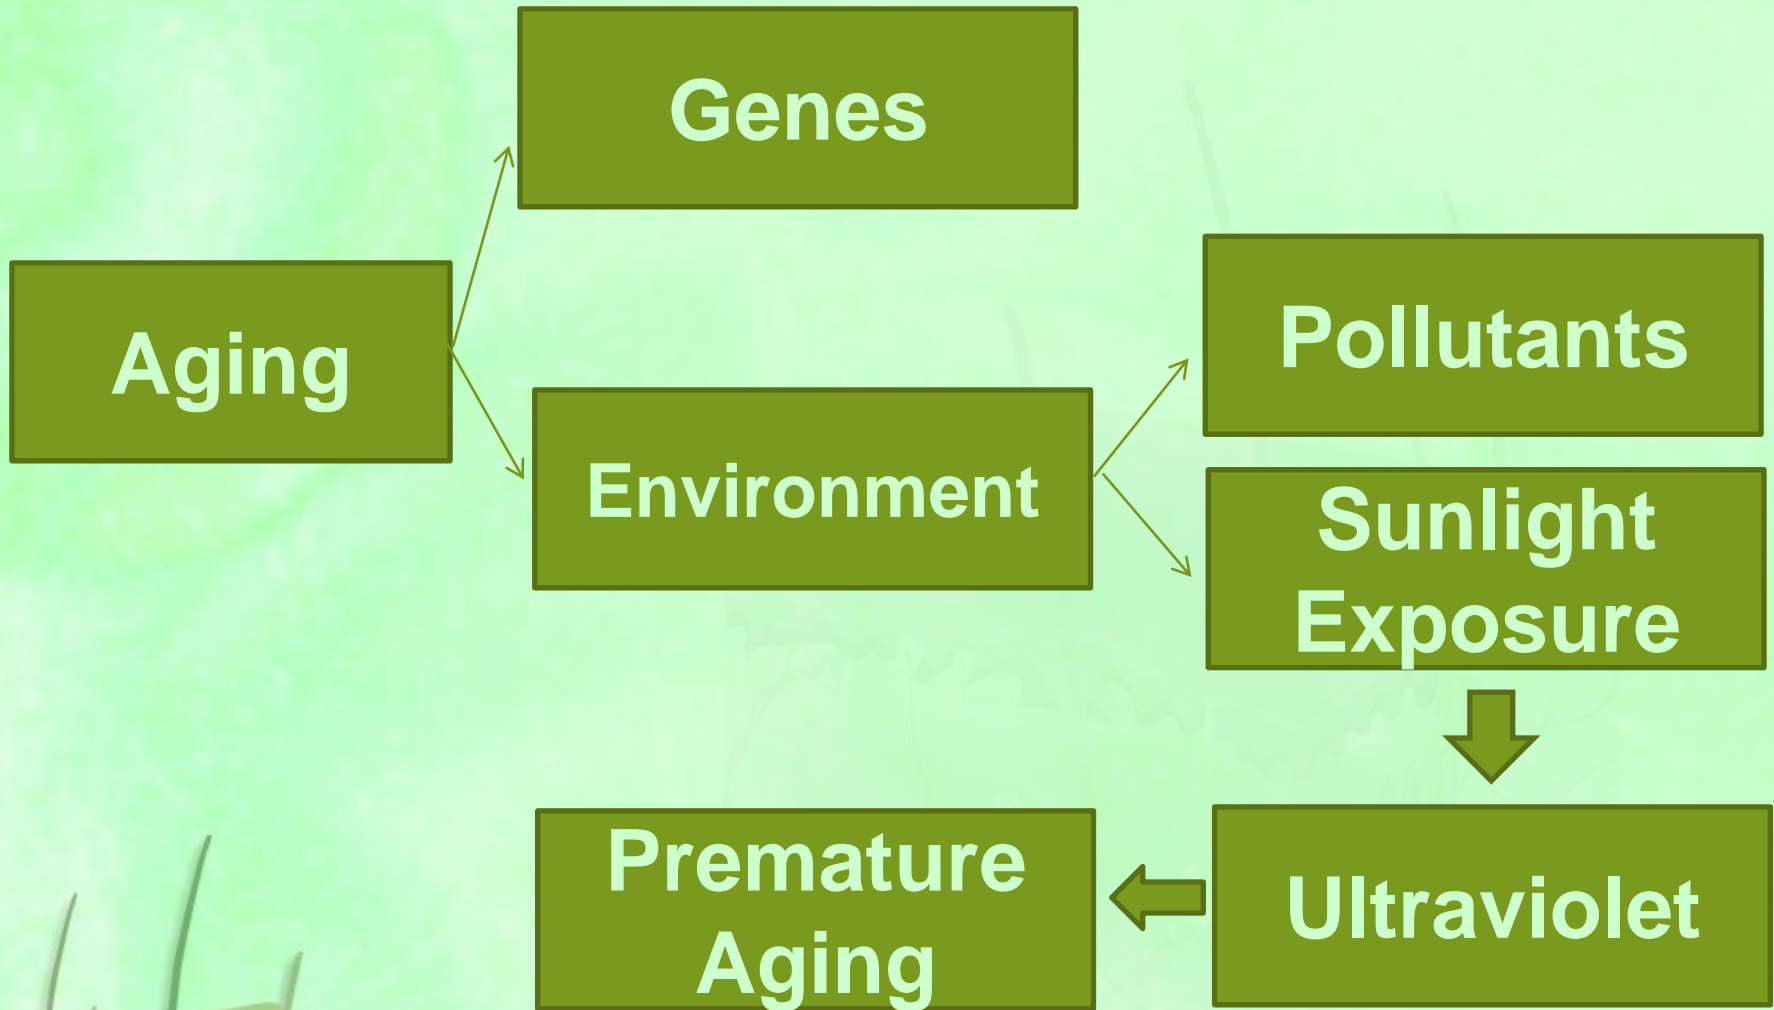 Genes
Aging
Pollutants
Environment
Sunlight
Exposure
Premature
Aging
Ultraviolet